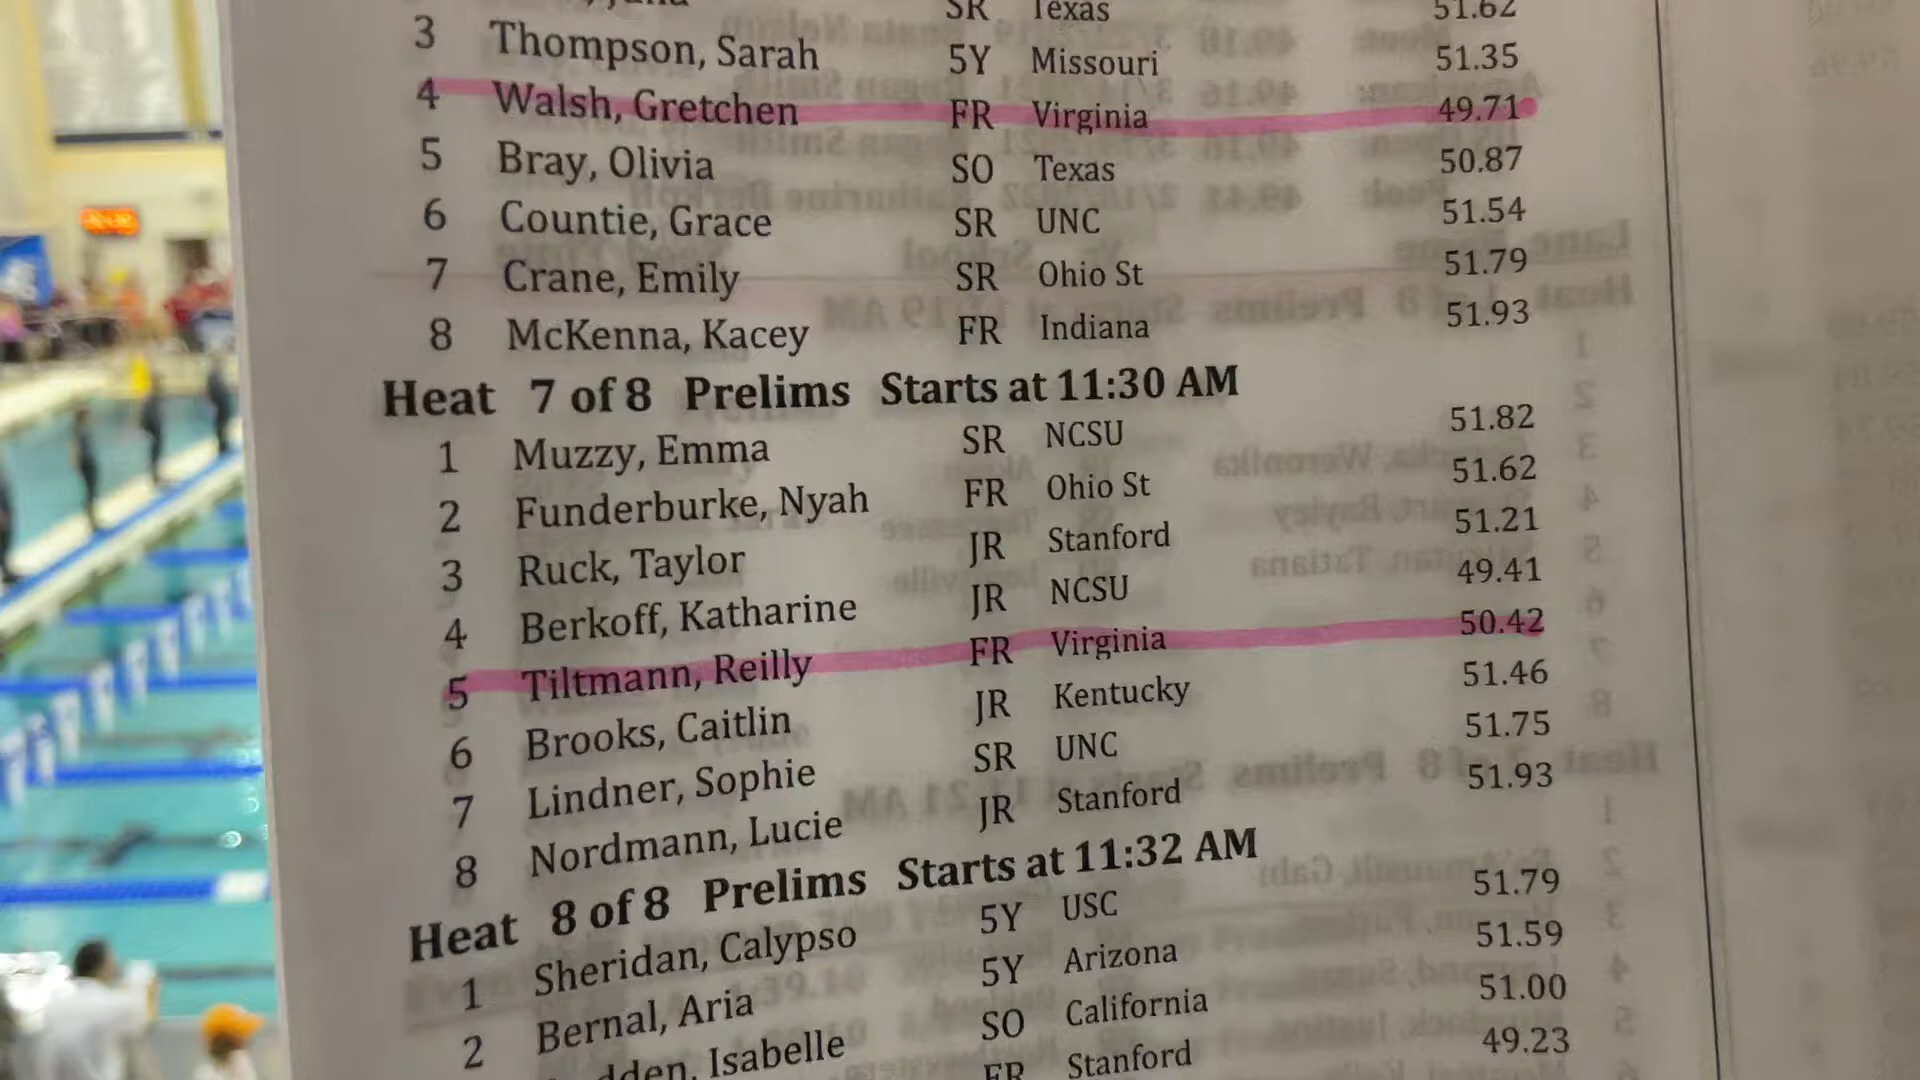 SR Texas 51.62
3 Thompson, Sarah 5Y Missouri 51.35
4 Walsh, Gretchen FR Virginia 49.71
5 Bray, Olivia SO Texas 50.87
6 Countie, Grace SR UNC 51.54
7 Crane, Emily SR Ohio St 51.79
8 McKenna, Kacey FR Indiana 51.93
Heat 7 of 8 Prelims Starts at 11:30 AM
1 Muzzy, Emma SR NCSU 51.82
2 Funderburke, Nyah FR Ohio St 51.62
3 Ruck, Taylor JR Stanford 51.21
4 Berkoff, Katharine JR NCSU 49.41
5 Tiltmann, Reilly FR Virginia 50.42
6 Brooks, Caitlin JR Kentucky 51.46
7 Lindner, Sophie SR UNC 51.75
8 Nordmann, Lucie JR Stanford 51.93
Heat 8 of 8 Prelims Starts at 11:32 AM
1 Sheridan, Calypso 5Y USC 51.79
2 Bernal, Aria 5Y Arizona 51.59
Isabelle SO California 51.00
FR Stanford 49.23